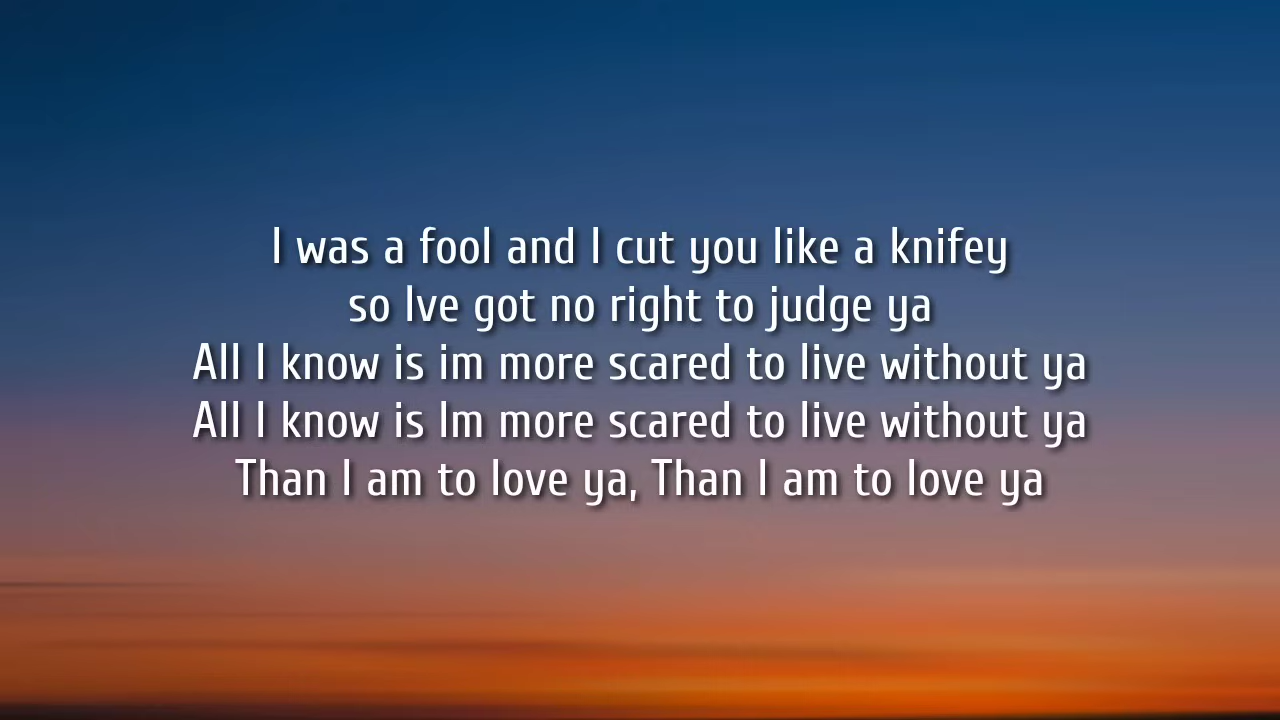 I was a fool and I cut you like a knifey
so Ive got no right to judge ya
All I know is im more scared to live without ya
All I know is Im more scared to live without ya
Than I am to love ya, Than I am to love ya